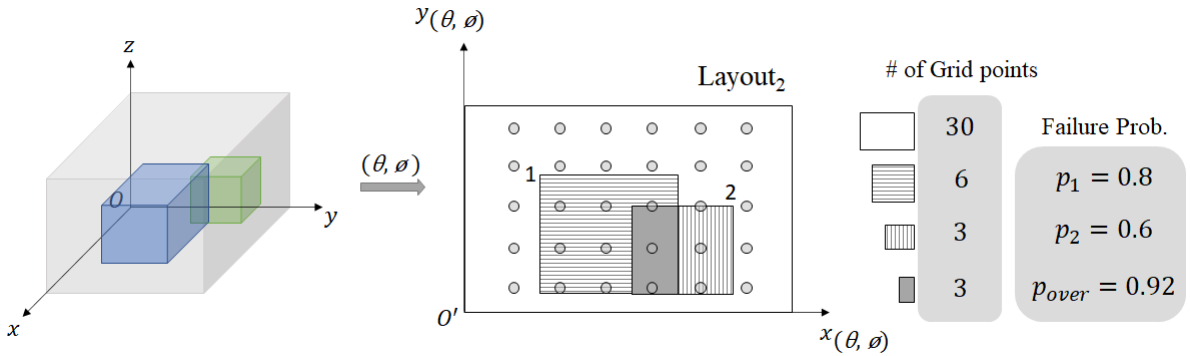 z
O
y
x
(θ, ø)
y(θ, ø)
Layout2
1
2
O′
x(θ, ø)
# of Grid points
30
6
3
3
Failure Prob.
p1 = 0.8
p2 = 0.6
pover = 0.92